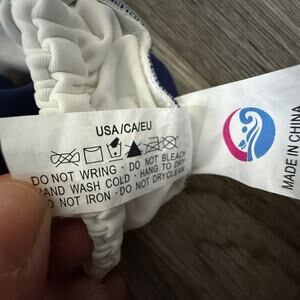 USA/CA/EU
DO NOT WRING · DO NOT BLEACH
HAND WASH COLD · HANG TO DRY
DO NOT IRON · DO NOT DRYCLEAN
MADE IN CHINA